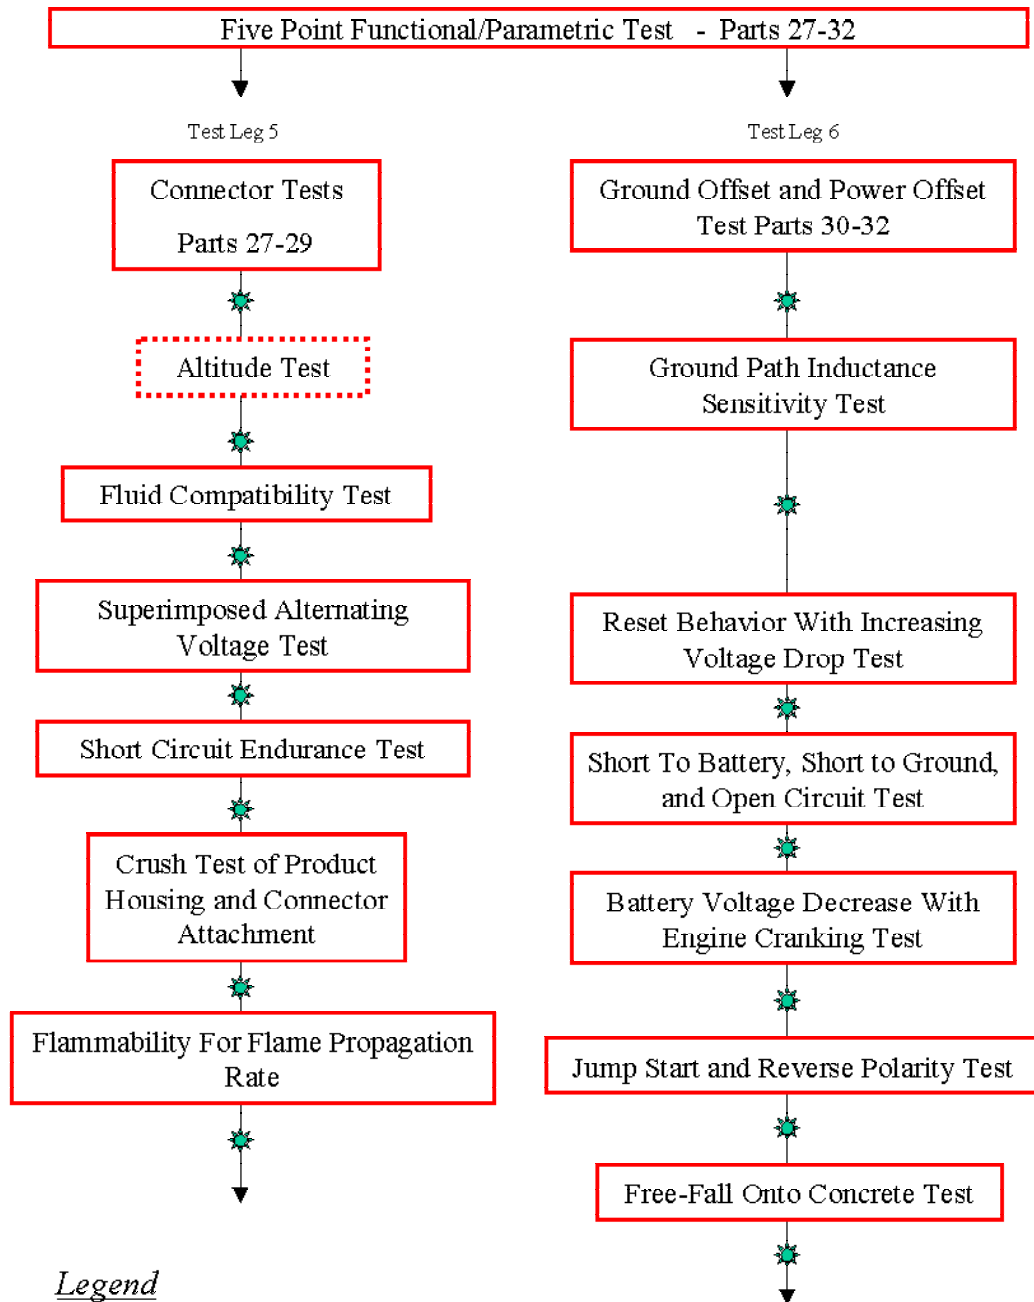 Five Point Functional/Parametric Test - Parts 27-32
Test Leg 5
Connector Tests
Parts 27-29
Altitude Test
Fluid Compatibility Test
Superimposed Alternating
Voltage Test
Short Circuit Endurance Test
Crush Test of Product
Housing and Connector
Attachment
Flammability For Flame Propagation
Rate
Test Leg 6
Ground Offset and Power Offset
Test Parts 30-32
Ground Path Inductance
Sensitivity Test
Reset Behavior With Increasing
Voltage Drop Test
Short To Battery, Short to Ground,
and Open Circuit Test
Battery Voltage Decrease With
Engine Cranking Test
Jump Start and Reverse Polarity Test
Free-Fall Onto Concrete Test
Legend